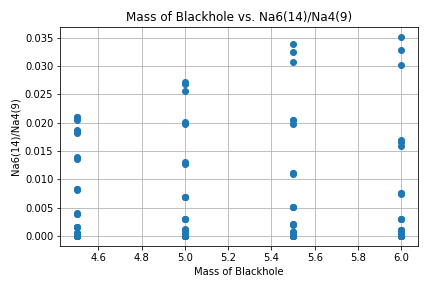 Mass of Blackhole vs. Na6(14)/Na4(9)
0.035
0.030
0.025
0.020
0.015
0.010
0.005
0.000
Na6(14)/Na4(9)
4.6 4.8 5.0 5.2 5.4 5.6 5.8 6.0
Mass of Blackhole